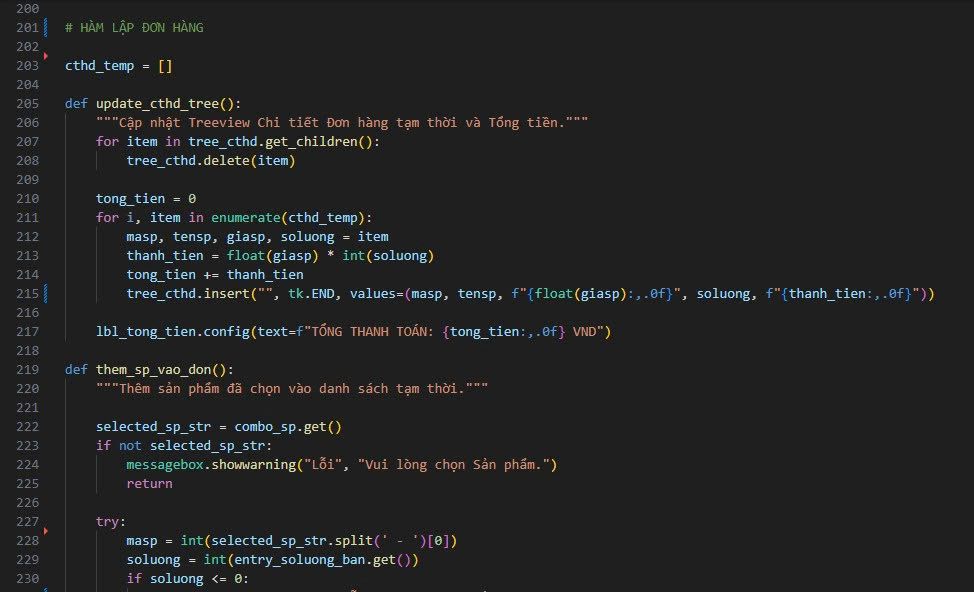 200
201 # HÀM LẬP ĐƠN HÀNG
202
203 cthd_temp = []
204
205 def update_cthd_tree():
206     """Cập nhật Treeview Chi tiết Đơn hàng tạm thời và Tổng tiền."""
207     for item in tree_cthd.get_children():
208         tree_cthd.delete(item)
209
210     tong_tien = 0
211     for i, item in enumerate(cthd_temp):
212         masp, tensp, giasp, soluong = item
213         thanh_tien = float(giasp) * int(soluong)
214         tong_tien += thanh_tien
215         tree_cthd.insert("", tk.END, values=(masp, tensp, f"{float(giasp):,.0f}", soluong, f"{thanh_tien:,.0f}"))
216
217     lbl_tong_tien.config(text=f"TỔNG THANH TOÁN: {tong_tien:,.0f} VND")
218
219 def them_sp_vao_don():
220     """Thêm sản phẩm đã chọn vào danh sách tạm thời."""
221
222     selected_sp_str = combo_sp.get()
223     if not selected_sp_str:
224         messagebox.showwarning("Lỗi", "Vui lòng chọn Sản phẩm.")
225         return
226
227     try:
228         masp = int(selected_sp_str.split(' - ')[0])
229         soluong = int(entry_soluong_ban.get())
230         if soluong <= 0: